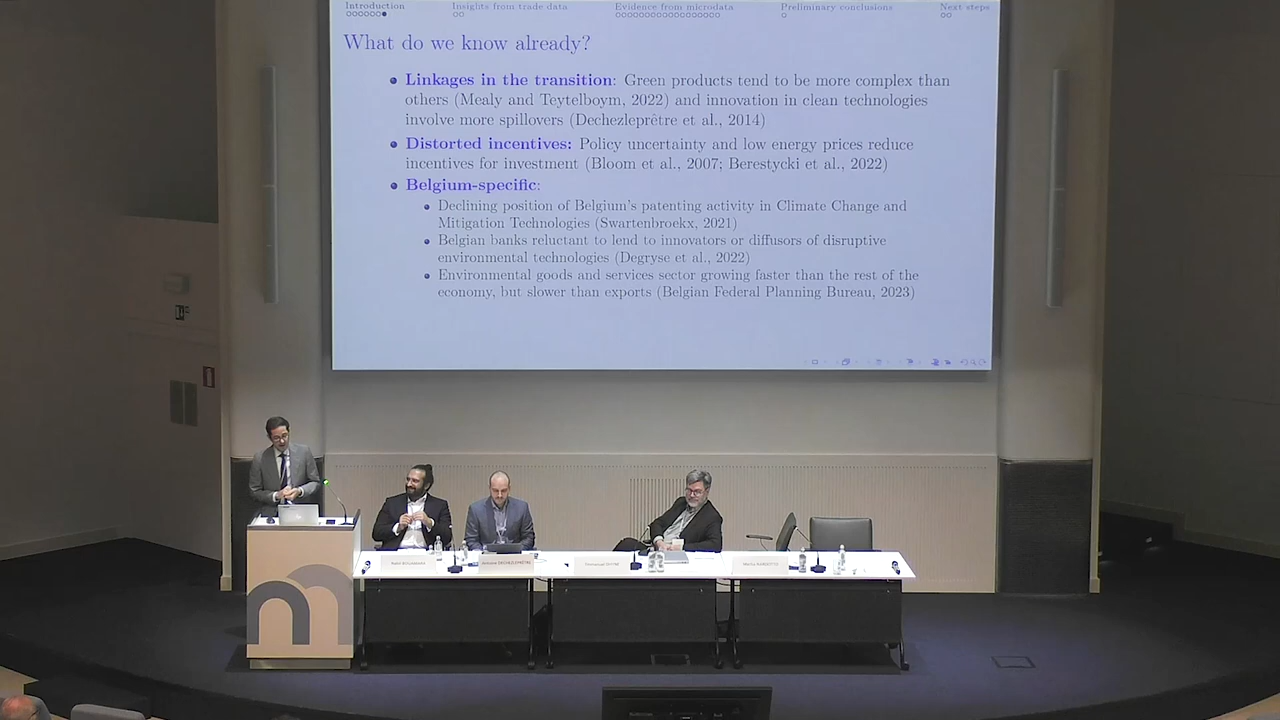 Introduction
Insights from trade data
Evidence from microdata
Preliminary conclusions
Next steps
What do we know already?
Linkages in the transition: Green products tend to be more complex than
others (Mealy and Teytelboym, 2022) and innovation in clean technologies
involve more spillovers (Dechezleprêtre et al., 2014)
Distorted incentives: Policy uncertainty and low energy prices reduce
incentives for investment (Bloom et al., 2007; Berestycki et al., 2022)
Belgium-specific:
Declining position of Belgium's patenting activity in Climate Change and
Mitigation Technologies (Swartenbroekx, 2021)
Belgian banks reluctant to lend to innovators or diffusors of disruptive
environmental technologies (Degryse et al., 2022)
Environmental goods and services sector growing faster than the rest of the
economy, but slower than exports (Belgian Federal Planning Bureau, 2023)
Antoine DECHEZLEPRÊTRE
Emmanuel